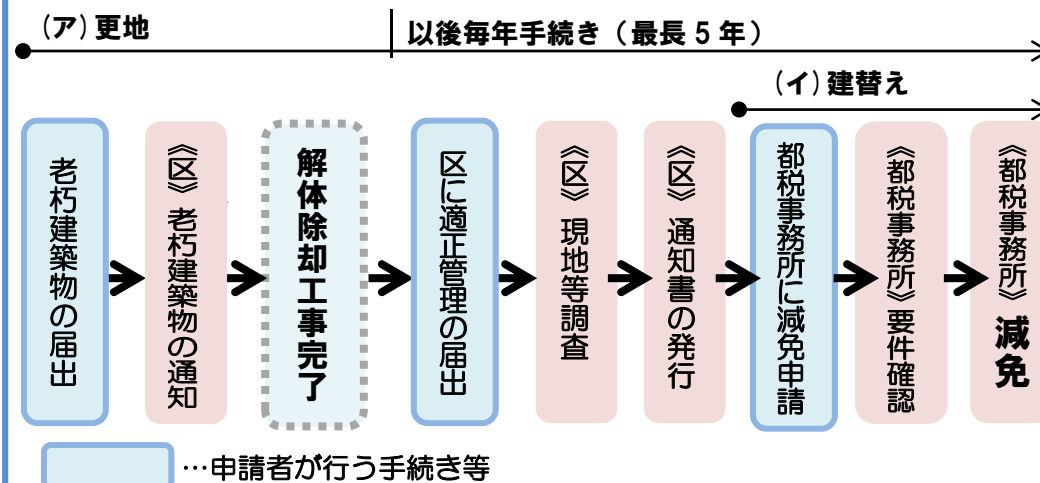 (ア)更地
以後毎年手続き（最長５年）
(イ)建替え
老朽建築物の届出
《区》老朽建築物の通知
解体除却工事完了
区に適正管理の届出
《区》現地等調査
《区》通知書の発行
都税事務所に減免申請
《都税事務所》要件確認
《都税事務所》減免
…申請者が行う手続き等